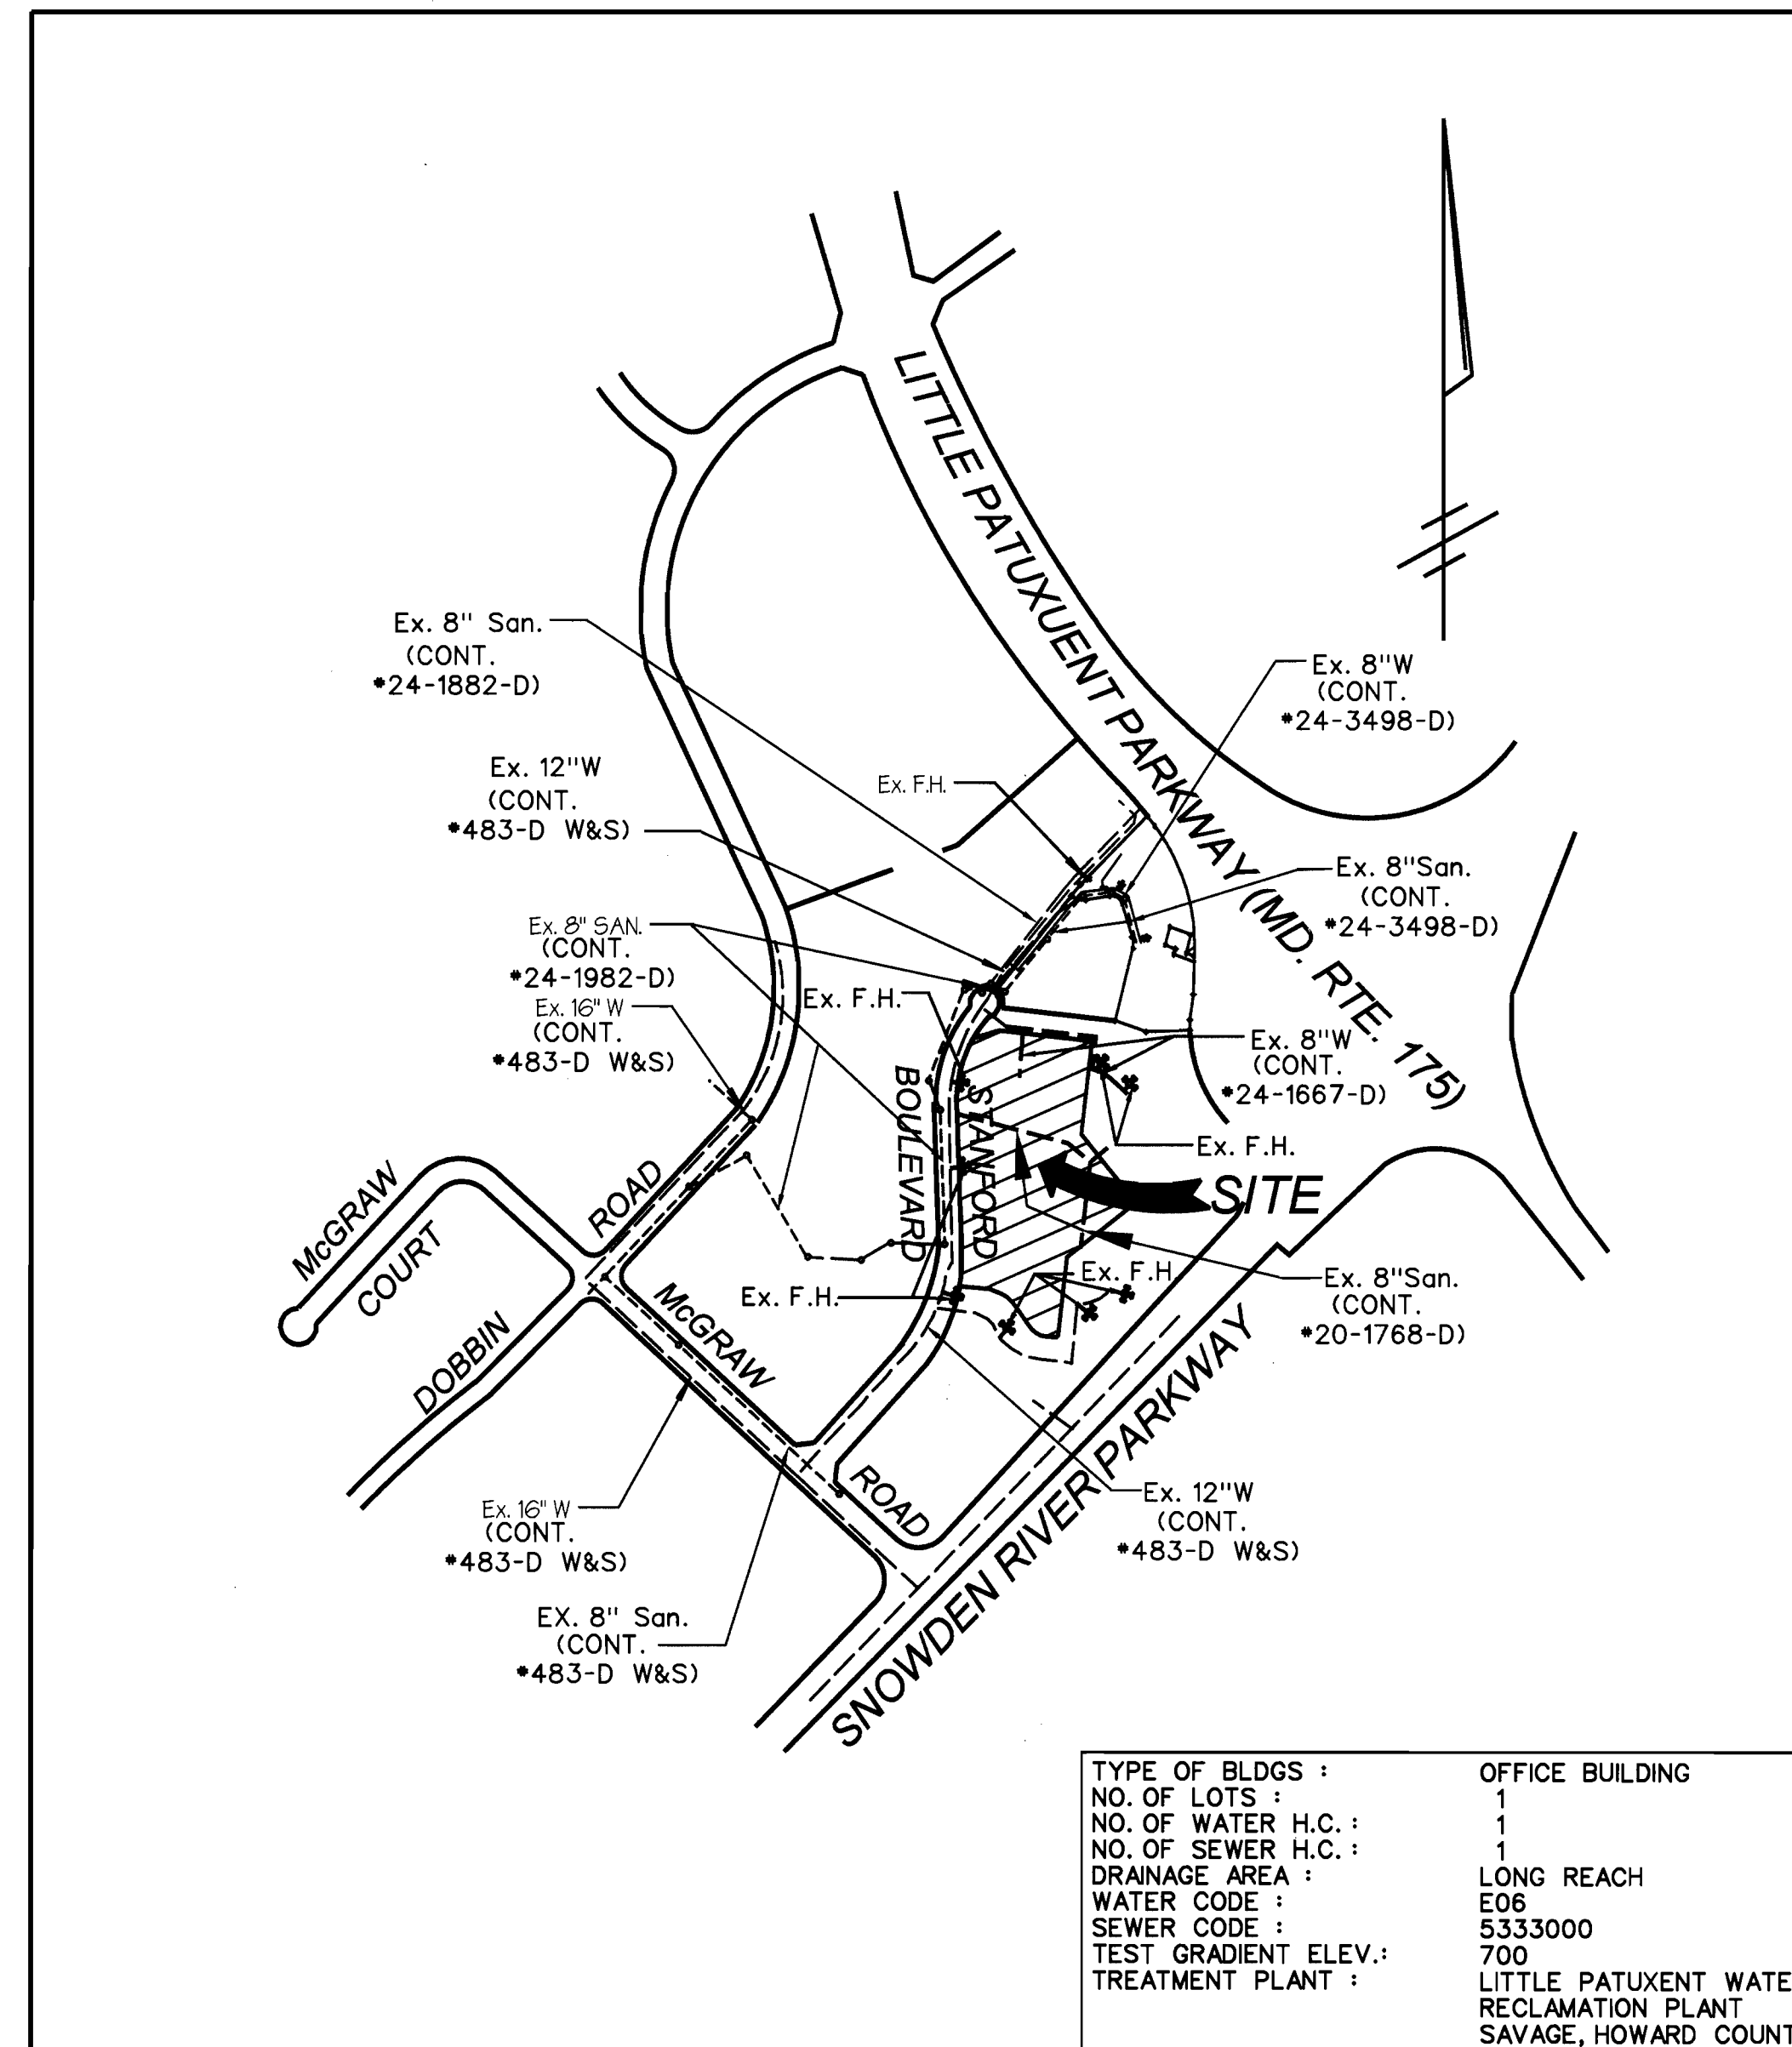 LITTLE PATUXUENT PARKWAY (MD. RTE. 175)
Ex. 8" San.
(CONT.
*24-1882-D)
Ex. 8"W
(CONT.
*24-3498-D)
Ex. 12"W
(CONT.
*483-D W&S)
Ex. F.H.
Ex. 8"San.
(CONT.
*24-3498-D)
Ex. 8" SAN.
(CONT.
*24-1982-D)
Ex. F.H.
Ex. 16" W
(CONT.
*483-D W&S)
Ex. 8"W
(CONT.
*24-1667-D)
STANFORD
BOULEVARD
Ex. F.H.
SITE
McGRAW
COURT
DOBBIN
ROAD
McGRAW
ROAD
Ex. F.H.
Ex. F.H.
Ex. 8"San.
(CONT.
*20-1768-D)
SNOWDEN RIVER PARKWAY
Ex. 12"W
(CONT.
*483-D W&S)
Ex. 16" W
(CONT.
*483-D W&S)
EX. 8" San.
(CONT.
*483-D W&S)
TYPE OF BLDGS : OFFICE BUILDING
NO. OF LOTS : 1
NO. OF WATER H.C. : 1
NO. OF SEWER H.C. : 1
DRAINAGE AREA : LONG REACH
WATER CODE : E06
SEWER CODE : 5333000
TEST GRADIENT ELEV.: 700
TREATMENT PLANT : LITTLE PATUXENT WATE
RECLAMATION PLANT
SAVAGE, HOWARD COUNT